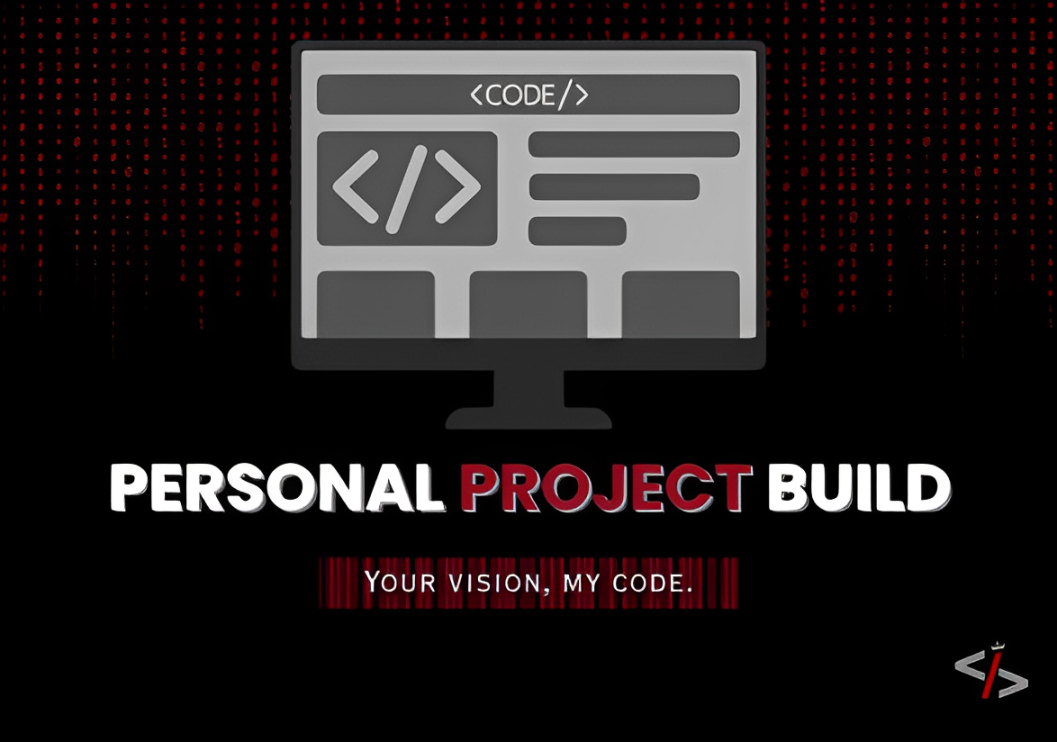 <CODE/>
</>
PERSONAL PROJECT BUILD
YOUR VISION, MY CODE.
</>